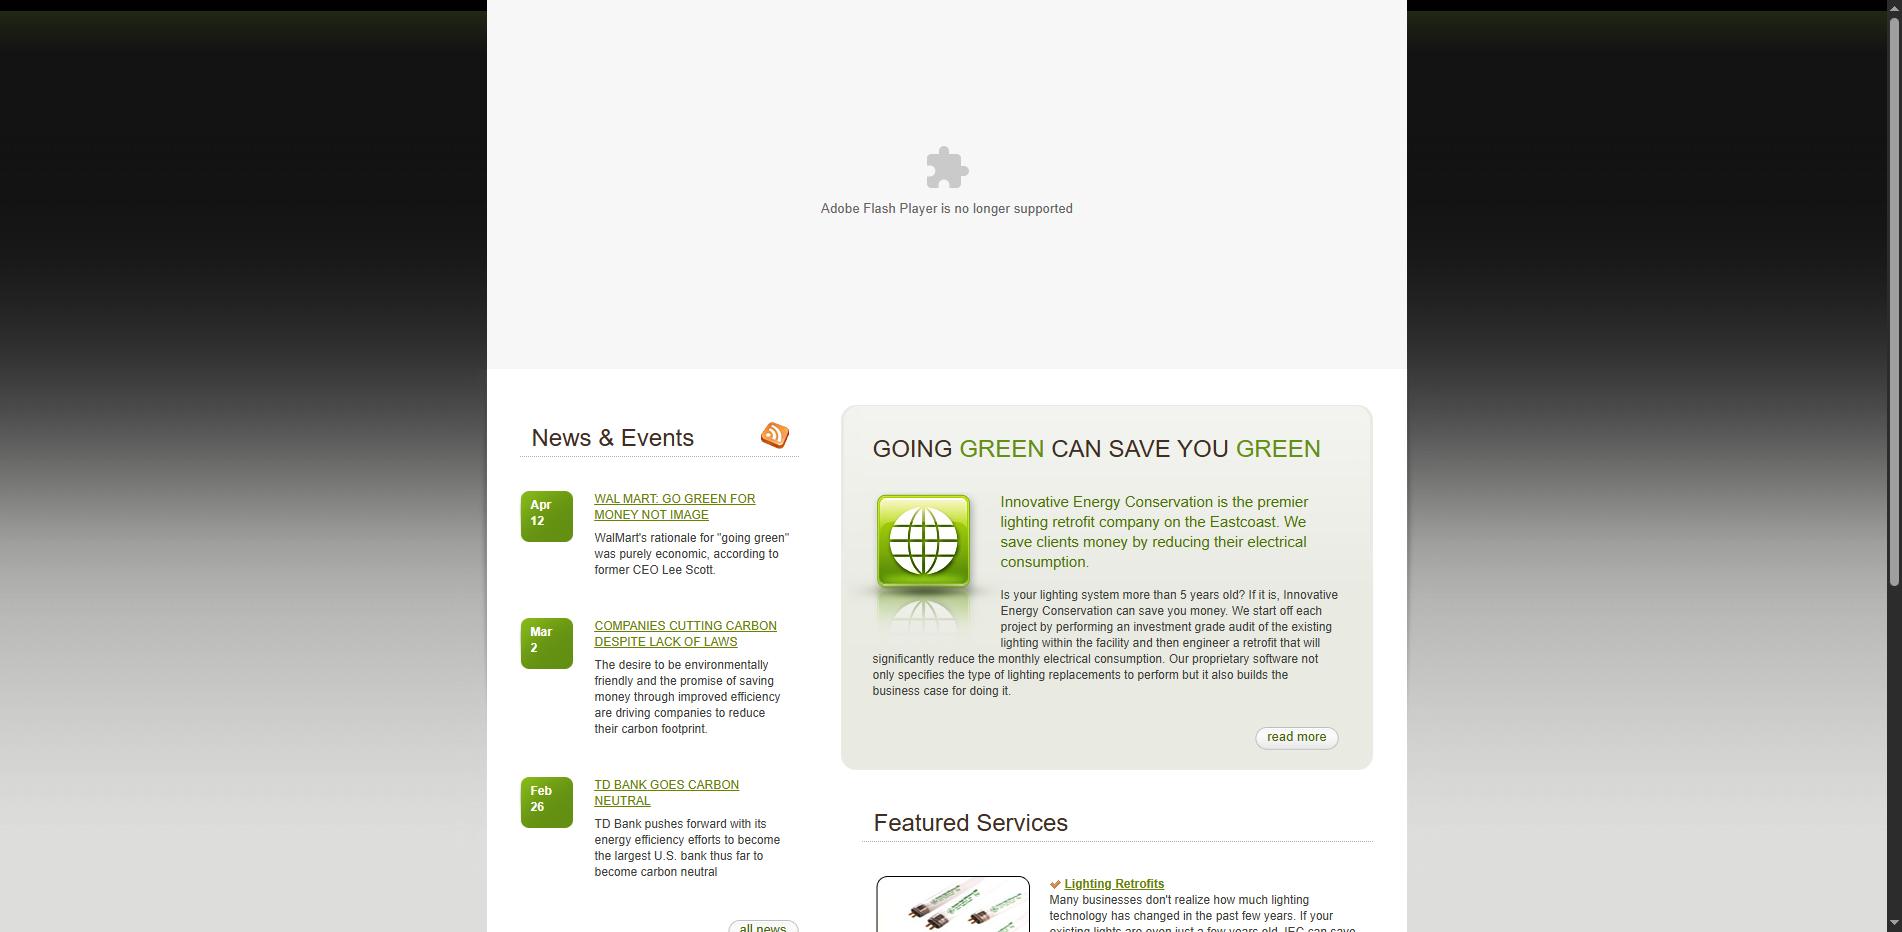 Adobe Flash Player is no longer supported
News & Events
Apr
12
WAL MART: GO GREEN FOR
MONEY NOT IMAGE
WalMart's rationale for "going green"
was purely economic, according to
former CEO Lee Scott.
Mar
2
COMPANIES CUTTING CARBON
DESPITE LACK OF LAWS
The desire to be environmentally
friendly and the promise of saving
money through improved efficiency
are driving companies to reduce
their carbon footprint.
Feb
26
TD BANK GOES CARBON
NEUTRAL
TD Bank pushes forward with its
energy efficiency efforts to become
the largest U.S. bank thus far to
become carbon neutral
all news
GOING GREEN CAN SAVE YOU GREEN
Innovative Energy Conservation is the premier
lighting retrofit company on the Eastcoast. We
save clients money by reducing their electrical
consumption.
Is your lighting system more than 5 years old? If it is, Innovative
Energy Conservation can save you money. We start off each
project by performing an investment grade audit of the existing
lighting within the facility and then engineer a retrofit that will
significantly reduce the monthly electrical consumption. Our proprietary software not
only specifies the type of lighting replacements to perform but it also builds the
business case for doing it.
read more
Featured Services
Lighting Retrofits
Many businesses don't realize how much lighting
technology has changed in the past few years. If your
existing lights are even just a few years old, IEC can save